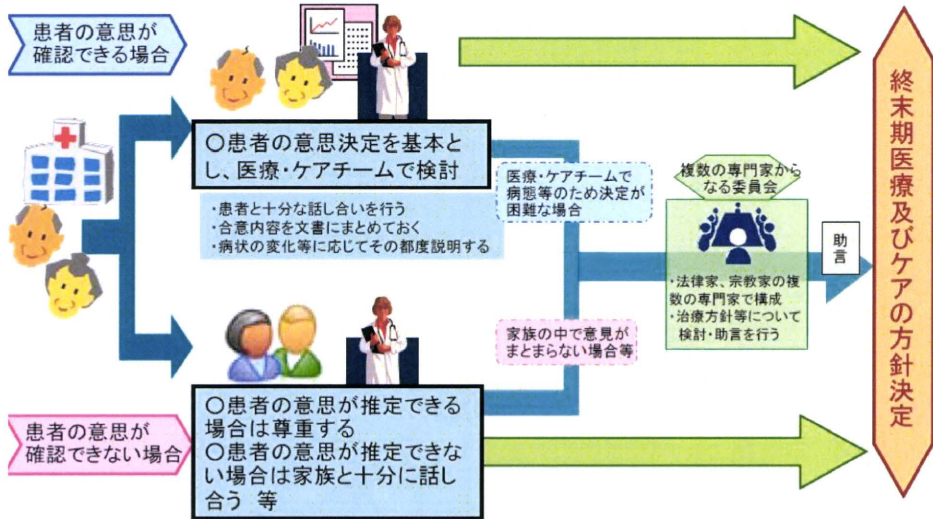 患者の意思が
確認できる場合
○患者の意思決定を基本と
し、医療・ケアチームで検討
・患者と十分な話し合いを行う
・合意内容を文書にまとめておく
・病状の変化等に応じてその都度説明する
医療・ケアチームで
病態等のため決定が
困難な場合
複数の専門家から
なる委員会
・法律家、宗教家の複
数の専門家で構成
・治療方針等について
検討・助言を行う
助言
家族の中で意見が
まとまらない場合等
患者の意思が
確認できない場合
○患者の意思が推定できる
場合は尊重する
○患者の意思が推定できな
い場合は家族と十分に話し
合う 等
終末期医療及びケアの方針決定